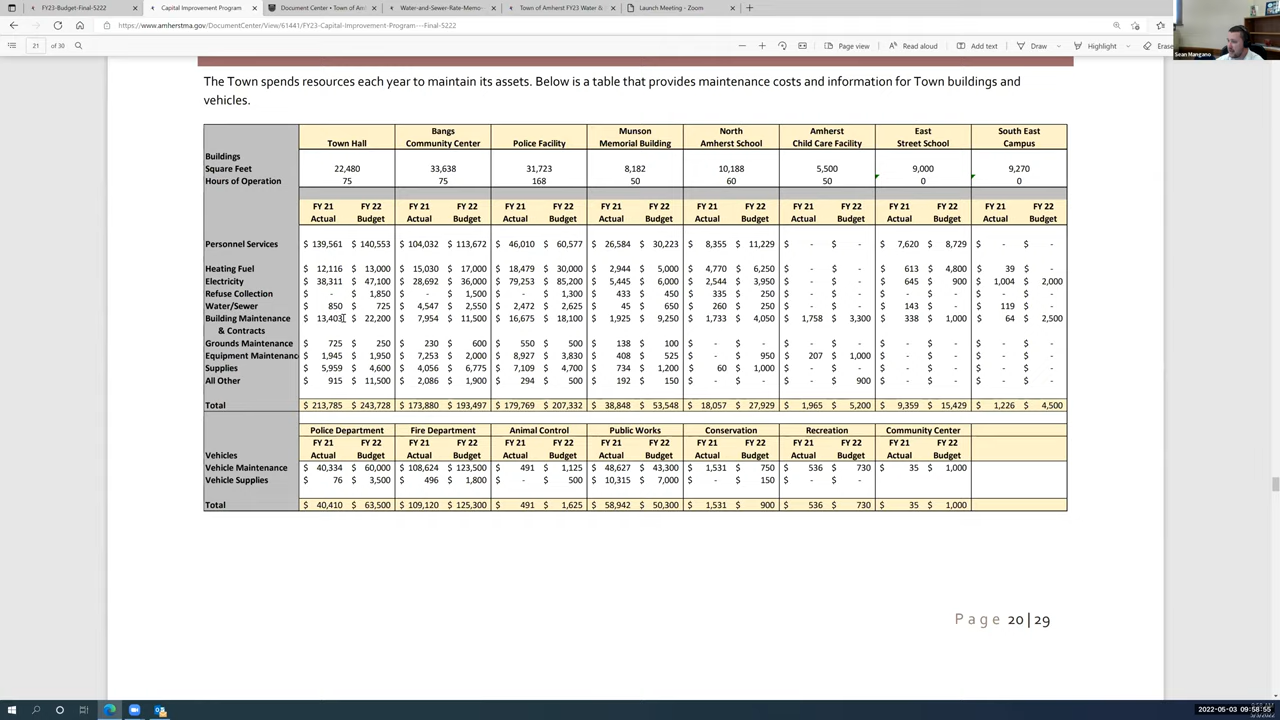 FY23-Budget-Final-5222
Capital Improvement Program
Document Center • Town of Am
Water-and-Sewer-Rate-Memo-
Town of Amherst FY23 Water &
Launch Meeting - Zoom
https://www.amherstma.gov/DocumentCenter/View/61441/FY23-Capital-Improvement-Program---Final-5222
21 of 30
Page view
Read aloud
Add text
Draw
Highlight
Erase
Sean Mangano
The Town spends resources each year to maintain its assets. Below is a table that provides maintenance costs and information for Town buildings and
vehicles.
Bangs Munson North Amherst East South East
Town Hall Community Center Police Facility Memorial Building Amherst School Child Care Facility Street School Campus
Buildings
Square Feet 22,480 33,638 31,723 8,182 10,188 5,500 9,000 9,270
Hours of Operation 75 75 168 50 60 50 0 0
FY 21 FY 22 FY 21 FY 22 FY 21 FY 22 FY 21 FY 22 FY 21 FY 22 FY 21 FY 22 FY 21 FY 22 FY 21 FY 22
Actual Budget Actual Budget Actual Budget Actual Budget Actual Budget Actual Budget Actual Budget Actual Budget
Personnel Services $ 139,561 $ 140,553 $ 104,032 $ 113,672 $ 46,010 $ 60,577 $ 26,584 $ 30,223 $ 8,355 $ 11,229 $ - $ - $ 7,620 $ 8,729 $ - $ -
Heating Fuel $ 12,116 $ 13,000 $ 15,030 $ 17,000 $ 18,479 $ 30,000 $ 2,944 $ 5,000 $ 4,770 $ 6,250 $ - $ - $ 613 $ 4,800 $ 39 $ -
Electricity $ 38,311 $ 47,100 $ 28,692 $ 36,000 $ 79,253 $ 85,200 $ 5,445 $ 6,000 $ 2,544 $ 3,950 $ - $ - $ 645 $ 900 $ 1,004 $ 2,000
Refuse Collection $ - $ 1,850 $ - $ 1,500 $ - $ 1,300 $ 433 $ 450 $ 335 $ 250 $ - $ - $ - $ - $ - $ -
Water/Sewer $ 850 $ 725 $ 4,547 $ 2,550 $ 2,472 $ 2,625 $ 45 $ 650 $ 260 $ 250 $ - $ - $ 143 $ - $ 119 $ -
Building Maintenance $ 13,403 $ 22,200 $ 7,954 $ 11,500 $ 16,675 $ 18,100 $ 1,925 $ 9,250 $ 1,733 $ 4,050 $ 1,758 $ 3,300 $ 338 $ 1,000 $ 64 $ 2,500
& Contracts
Grounds Maintenance $ 725 $ 250 $ 230 $ 600 $ 550 $ 500 $ 138 $ 100 $ - $ - $ - $ - $ - $ - $ - $ -
Equipment Maintenanc $ 1,945 $ 1,950 $ 7,253 $ 2,000 $ 8,927 $ 3,830 $ 408 $ 525 $ - $ 950 $ 207 $ 1,000 $ - $ - $ - $ -
Supplies $ 5,959 $ 4,600 $ 4,056 $ 6,775 $ 7,109 $ 4,700 $ 734 $ 1,200 $ 60 $ 1,000 $ - $ - $ - $ - $ - $ -
All Other $ 915 $ 11,500 $ 2,086 $ 1,900 $ 294 $ 500 $ 192 $ 150 $ - $ - $ - $ 900 $ - $ - $ - $ -
Total $ 213,785 $ 243,728 $ 173,880 $ 193,497 $ 179,769 $ 207,332 $ 38,848 $ 53,548 $ 18,057 $ 27,929 $ 1,965 $ 5,200 $ 9,359 $ 15,429 $ 1,226 $ 4,500
Police Department Fire Department Animal Control Public Works Conservation Recreation Community Center
FY 21 FY 22 FY 21 FY 22 FY 21 FY 22 FY 21 FY 22 FY 21 FY 22 FY 21 FY 22 FY 21 FY 22
Vehicles Actual Budget Actual Budget Actual Budget Actual Budget Actual Budget Actual Budget Actual Budget
Vehicle Maintenance $ 40,334 $ 60,000 $ 108,624 $ 123,500 $ 491 $ 1,125 $ 48,627 $ 43,300 $ 1,531 $ 750 $ 536 $ 730 $ 35 $ 1,000
Vehicle Supplies $ 76 $ 3,500 $ 496 $ 1,800 $ - $ 500 $ 10,315 $ 7,000 $ - $ 150 $ - $ -
Total $ 40,410 $ 63,500 $ 109,120 $ 125,300 $ 491 $ 1,625 $ 58,942 $ 50,300 $ 1,531 $ 900 $ 536 $ 730 $ 35 $ 1,000
Page 20|29
2022-05-03 09:58:55